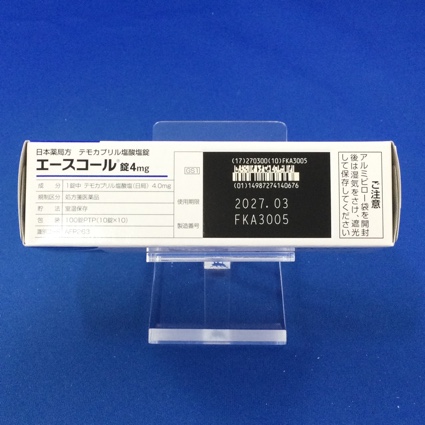 日本薬局方 テモカプリル塩酸塩錠
エースコール®錠4mg
成分 1錠中 テモカプリル塩酸塩(日局) 4.0mg
規制区分 処方箋医薬品
貯法 室温保存
包装 100錠PTP(10錠×10)
GS1
使用期限
製造番号
(17)270300(10)FKA3005
(01)14987274140676
2027.03
FKA3005
ご注意
アルミピロー袋を開封
後は湿気をさけ、遮光
して保存してください